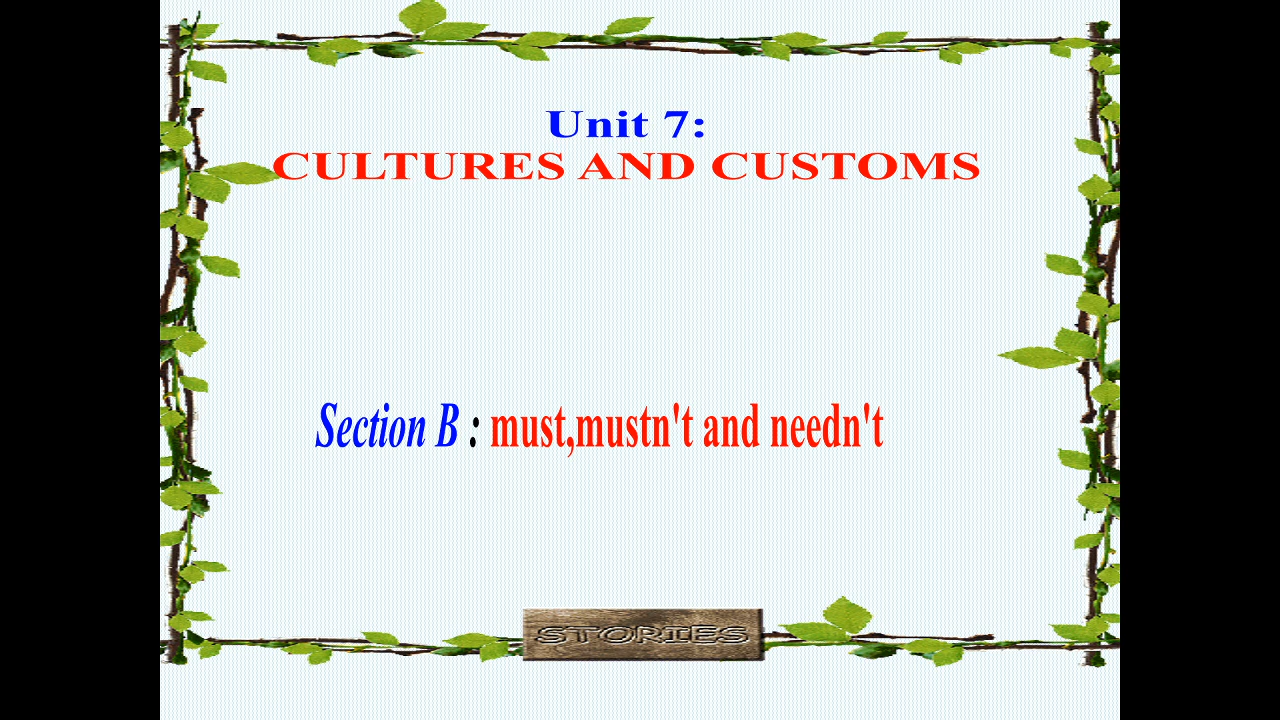 Unit 7:
CULTURES AND CUSTOMS
Section B : must,mustn't and needn't
STORIES